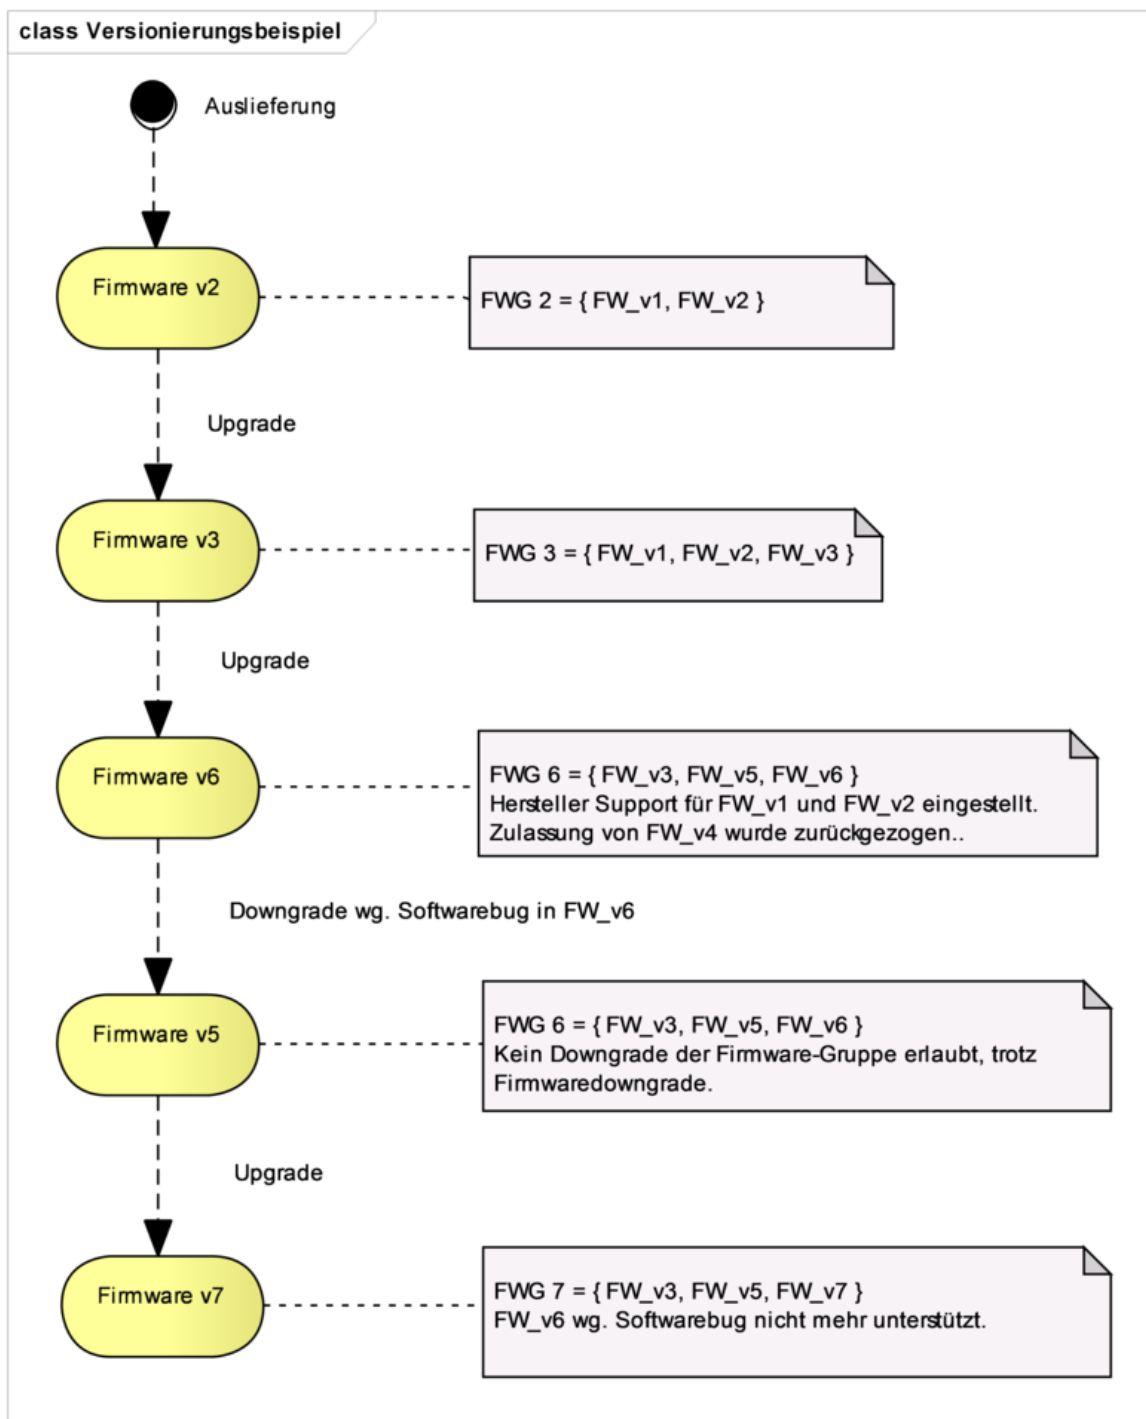 class Versionierungsbeispiel
Auslieferung
Firmware v2
FWG 2 = { FW_v1, FW_v2 }
Upgrade
Firmware v3
FWG 3 = { FW_v1, FW_v2, FW_v3 }
Upgrade
Firmware v6
FWG 6 = { FW_v3, FW_v5, FW_v6 }
Hersteller Support für FW_v1 und FW_v2 eingestellt.
Zulassung von FW_v4 wurde zurückgezogen..
Downgrade wg. Softwarebug in FW_v6
Firmware v5
FWG 6 = { FW_v3, FW_v5, FW_v6 }
Kein Downgrade der Firmware-Gruppe erlaubt, trotz
Firmwaredowngrade.
Upgrade
Firmware v7
FWG 7 = { FW_v3, FW_v5, FW_v7 }
FW_v6 wg. Softwarebug nicht mehr unterstützt.